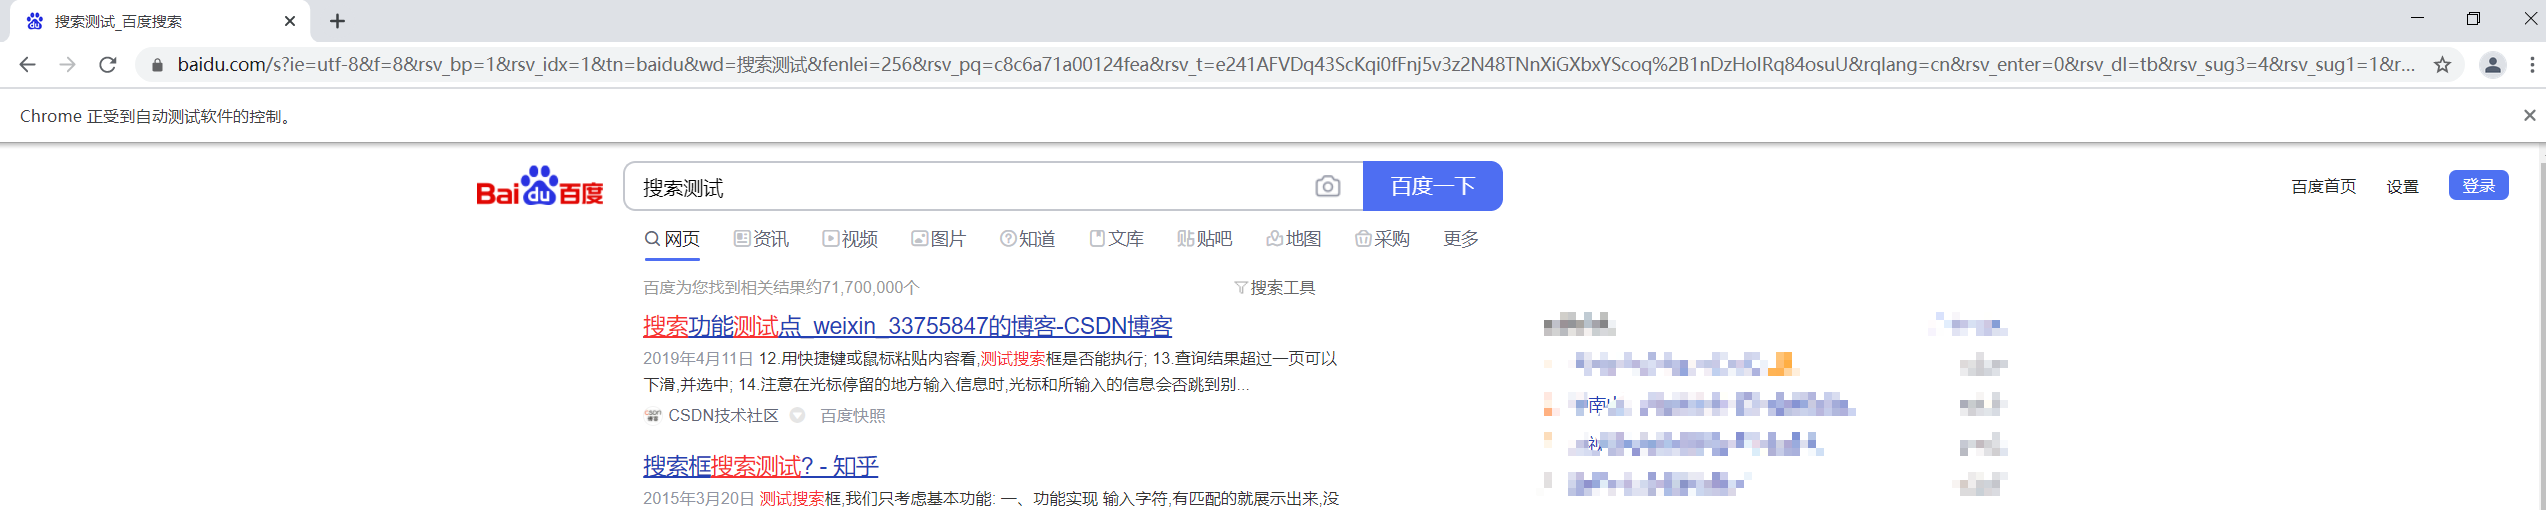 搜索测试_百度搜索
baidu.com/s?ie=utf-8&f=8&rsv_bp=1&rsv_idx=1&tn=baidu&wd=搜索测试&fenlei=256&rsv_pq=c8c6a71a00124fea&rsv_t=e241AFVDq43ScKqi0fFnj5v3z2N48TNnXiGXbxYScoq%2B1nDzHoIRq84osuU&rqlang=cn&rsv_enter=0&rsv_dl=tb&rsv_sug3=4&rsv_sug1=1&r...
Chrome 正受到自动测试软件的控制。
Bai du 百度 搜索测试 百度一下 百度首页 设置 登录
网页 资讯 视频 图片 知道 文库 贴吧 地图 采购 更多
百度为您找到相关结果约71,700,000个 搜索工具
搜索功能测试点_weixin_33755847的博客-CSDN博客
2019年4月11日 12.用快捷键或鼠标粘贴内容看,测试搜索框是否能执行; 13.查询结果超过一页可以
下滑,并选中; 14.注意在光标停留的地方输入信息时,光标和所输入的信息会否跳到别...
CSDN技术社区 百度快照
搜索框搜索测试? - 知乎
2015年3月20日 测试搜索框,我们只考虑基本功能: 一、功能实现 输入字符,有匹配的就展示出来,没